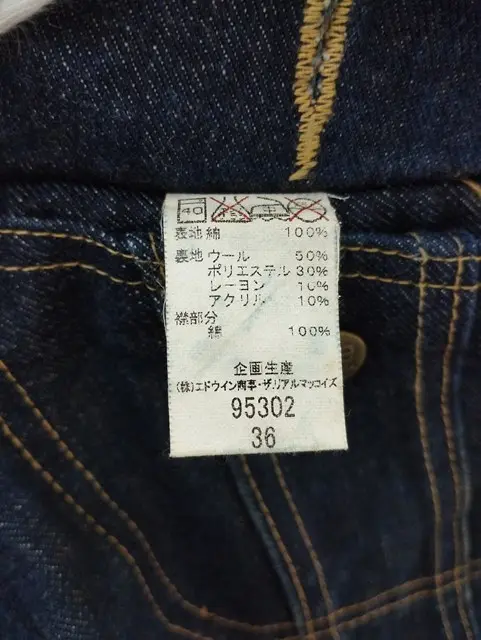 40
表地 綿 100%
裏地 ウール 50%
ポリエステル 30%
レーヨン 10%
アクリル 10%
襟部分
綿 100%
企画生産
(株)エドウイン商事・ザ.リアルマッコイズ
95302
36